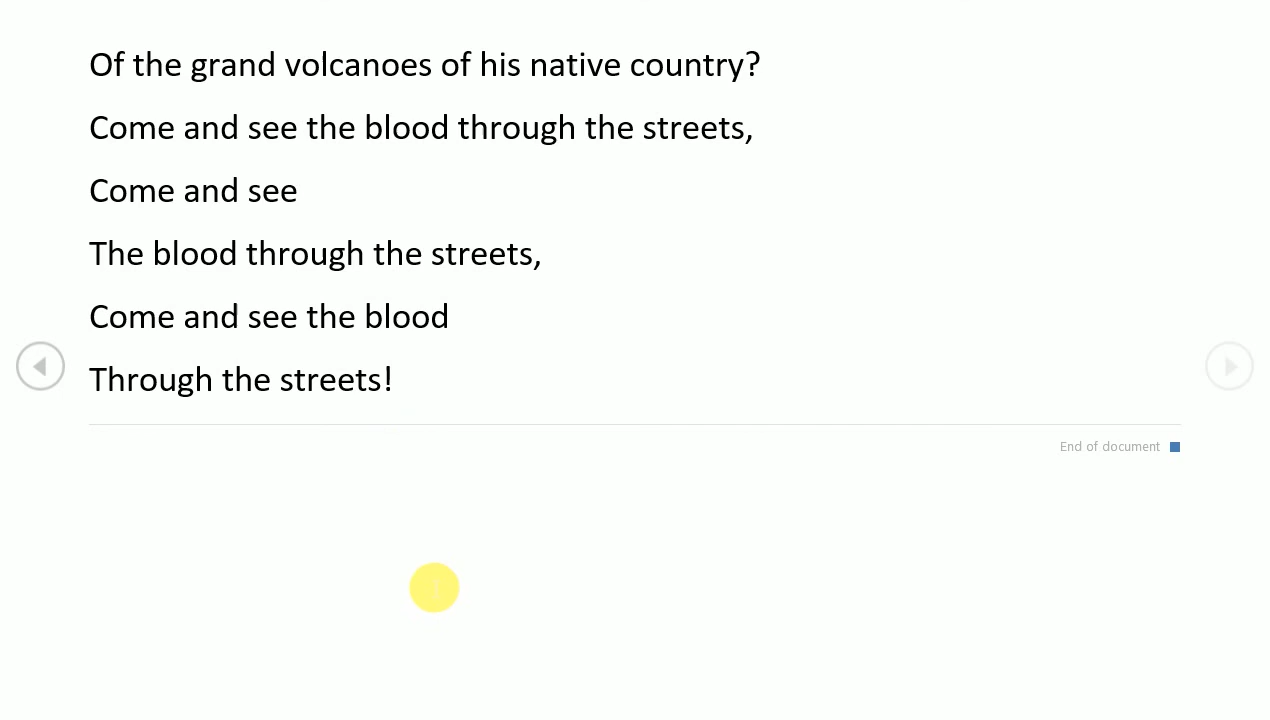 Of the grand volcanoes of his native country?
Come and see the blood through the streets,
Come and see
The blood through the streets,
Come and see the blood
Through the streets!
End of document